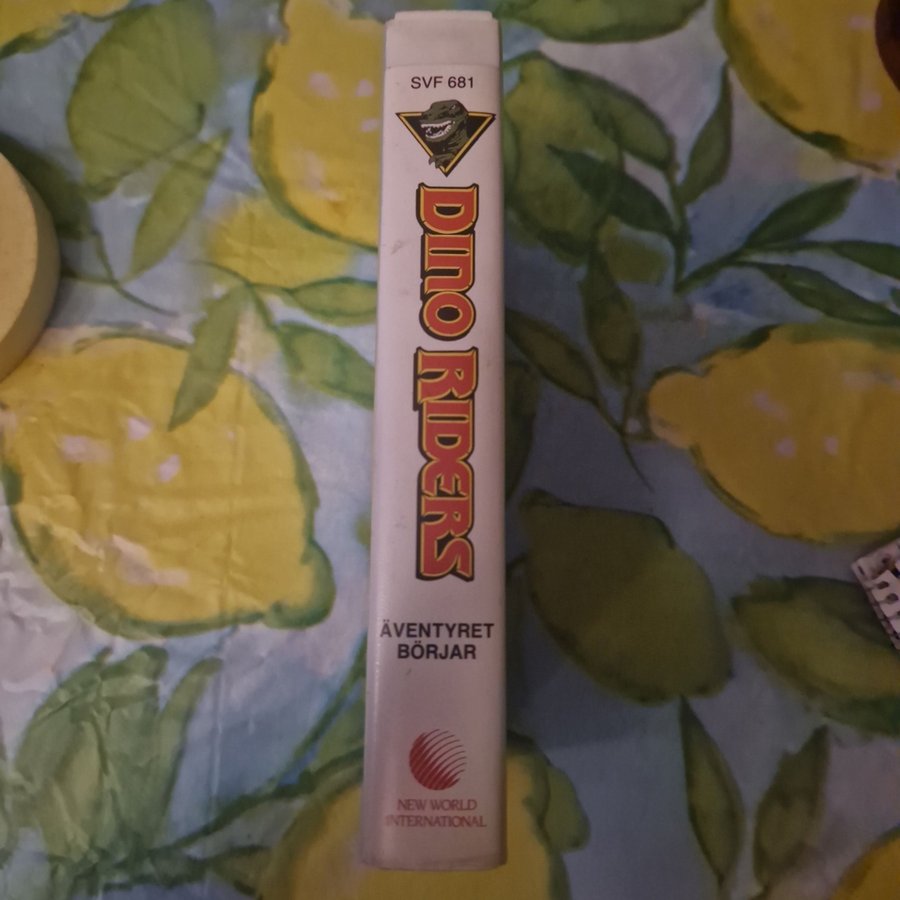 SVF 681
DINO RIDERS
ÄVENTYRET
BÖRJAR
NEW WORLD
INTERNATIONAL